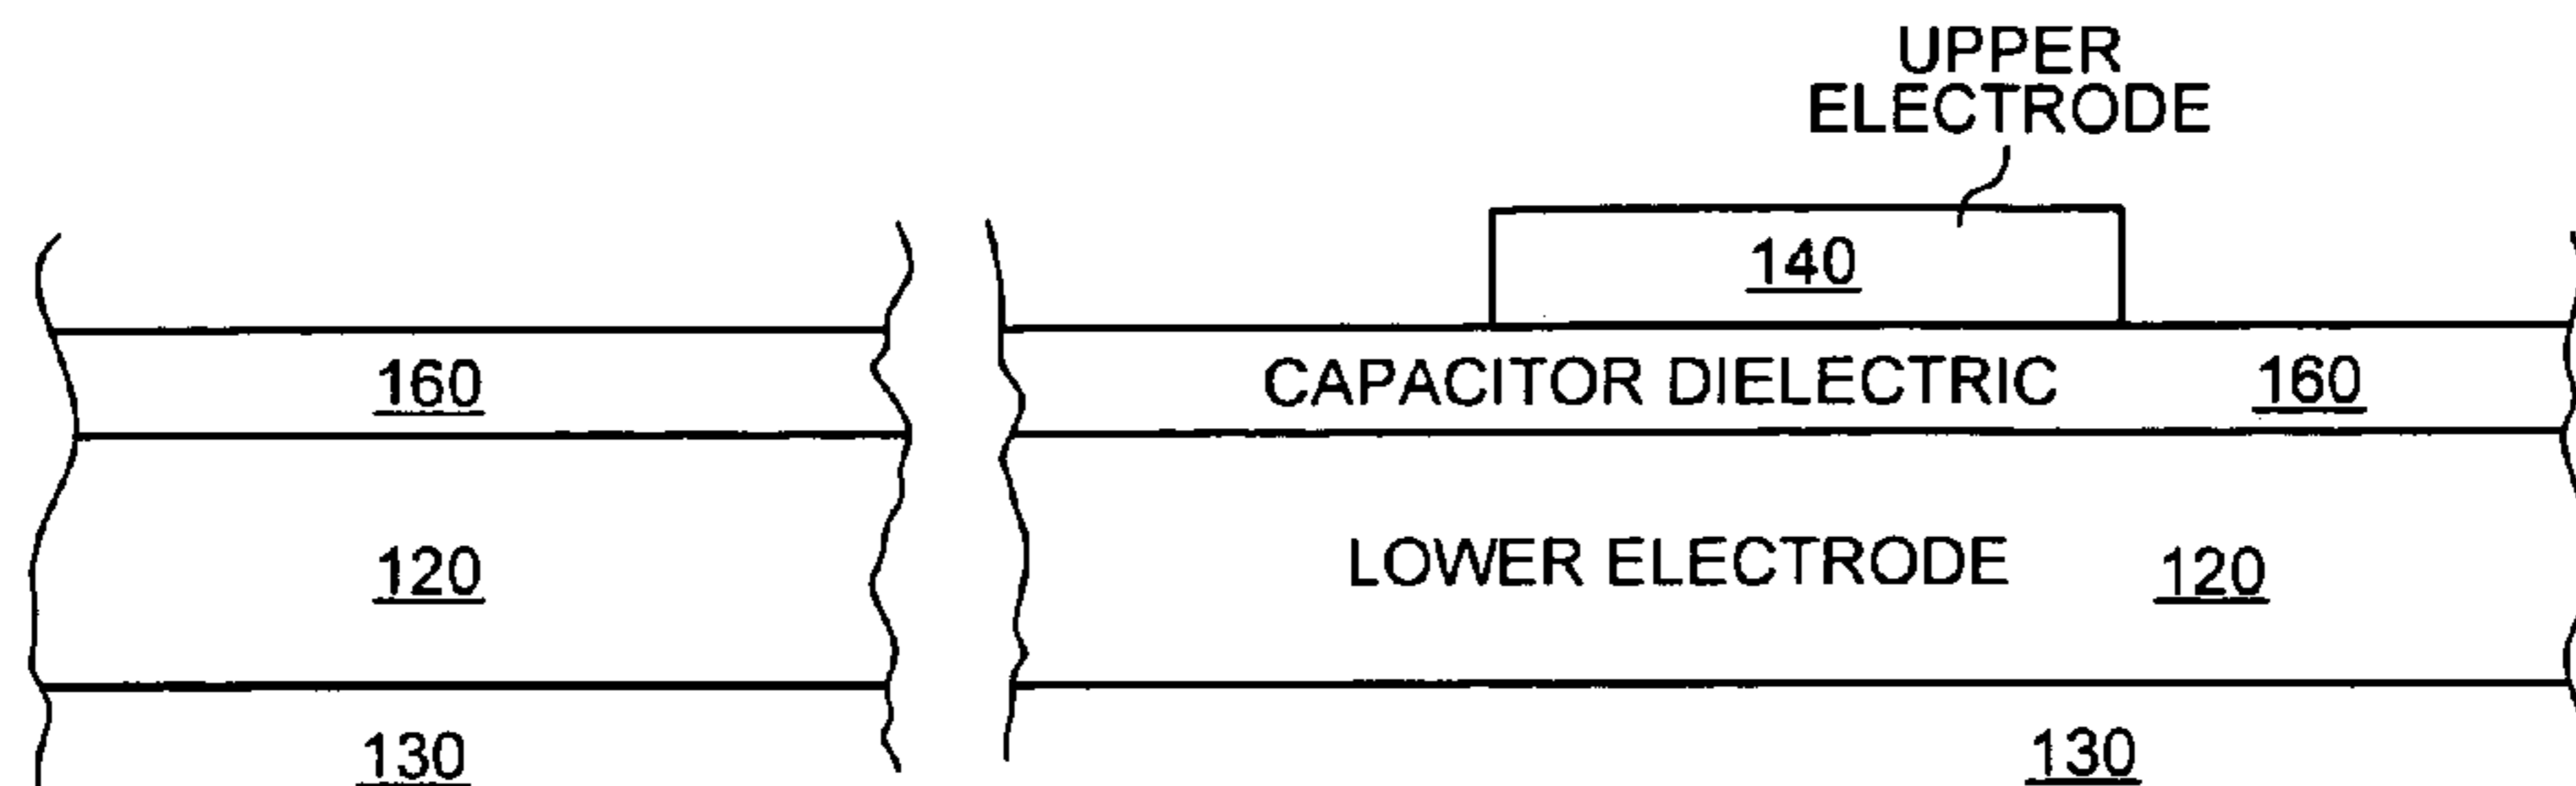 UPPER
ELECTRODE
140
160
CAPACITOR DIELECTRIC 160
120
LOWER ELECTRODE 120
130
130